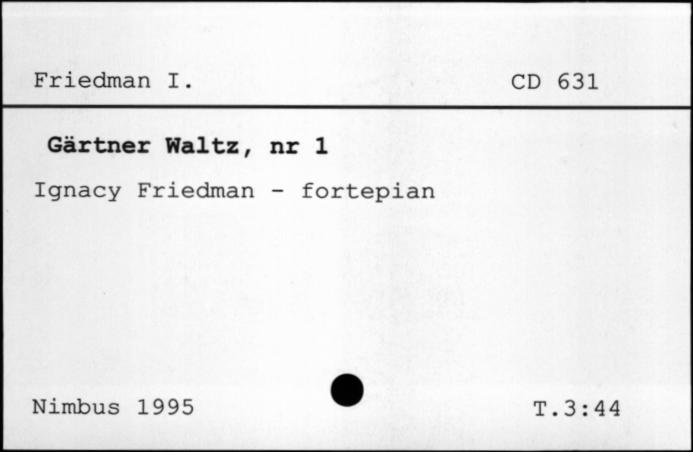 Friedman I. CD 631
Gärtner Waltz, nr 1
Ignacy Friedman - fortepian
Nimbus 1995 T.3:44